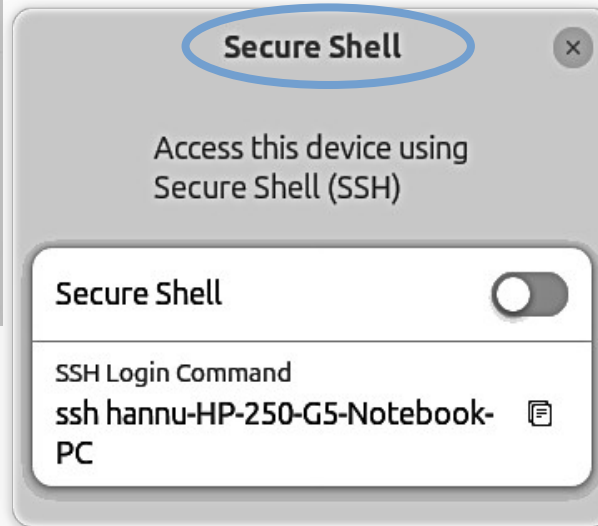 Secure Shell
Access this device using
Secure Shell (SSH)
Secure Shell
SSH Login Command
ssh hannu-HP-250-G5-Notebook-
PC